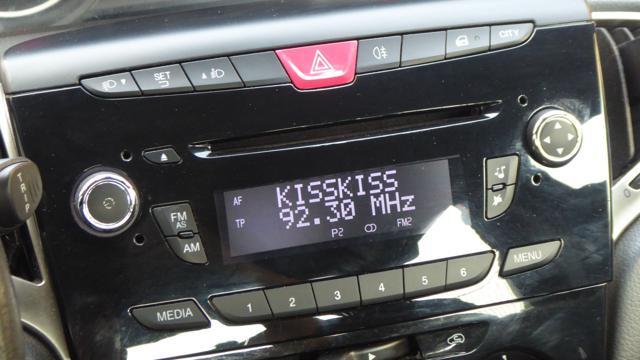 SET
CITY
TRIP
FM
AS
AM
AF
KISSKISS
TP
92.30 MHz
P2
FM2
MEDIA
1 2 3 4 5 6
MENU